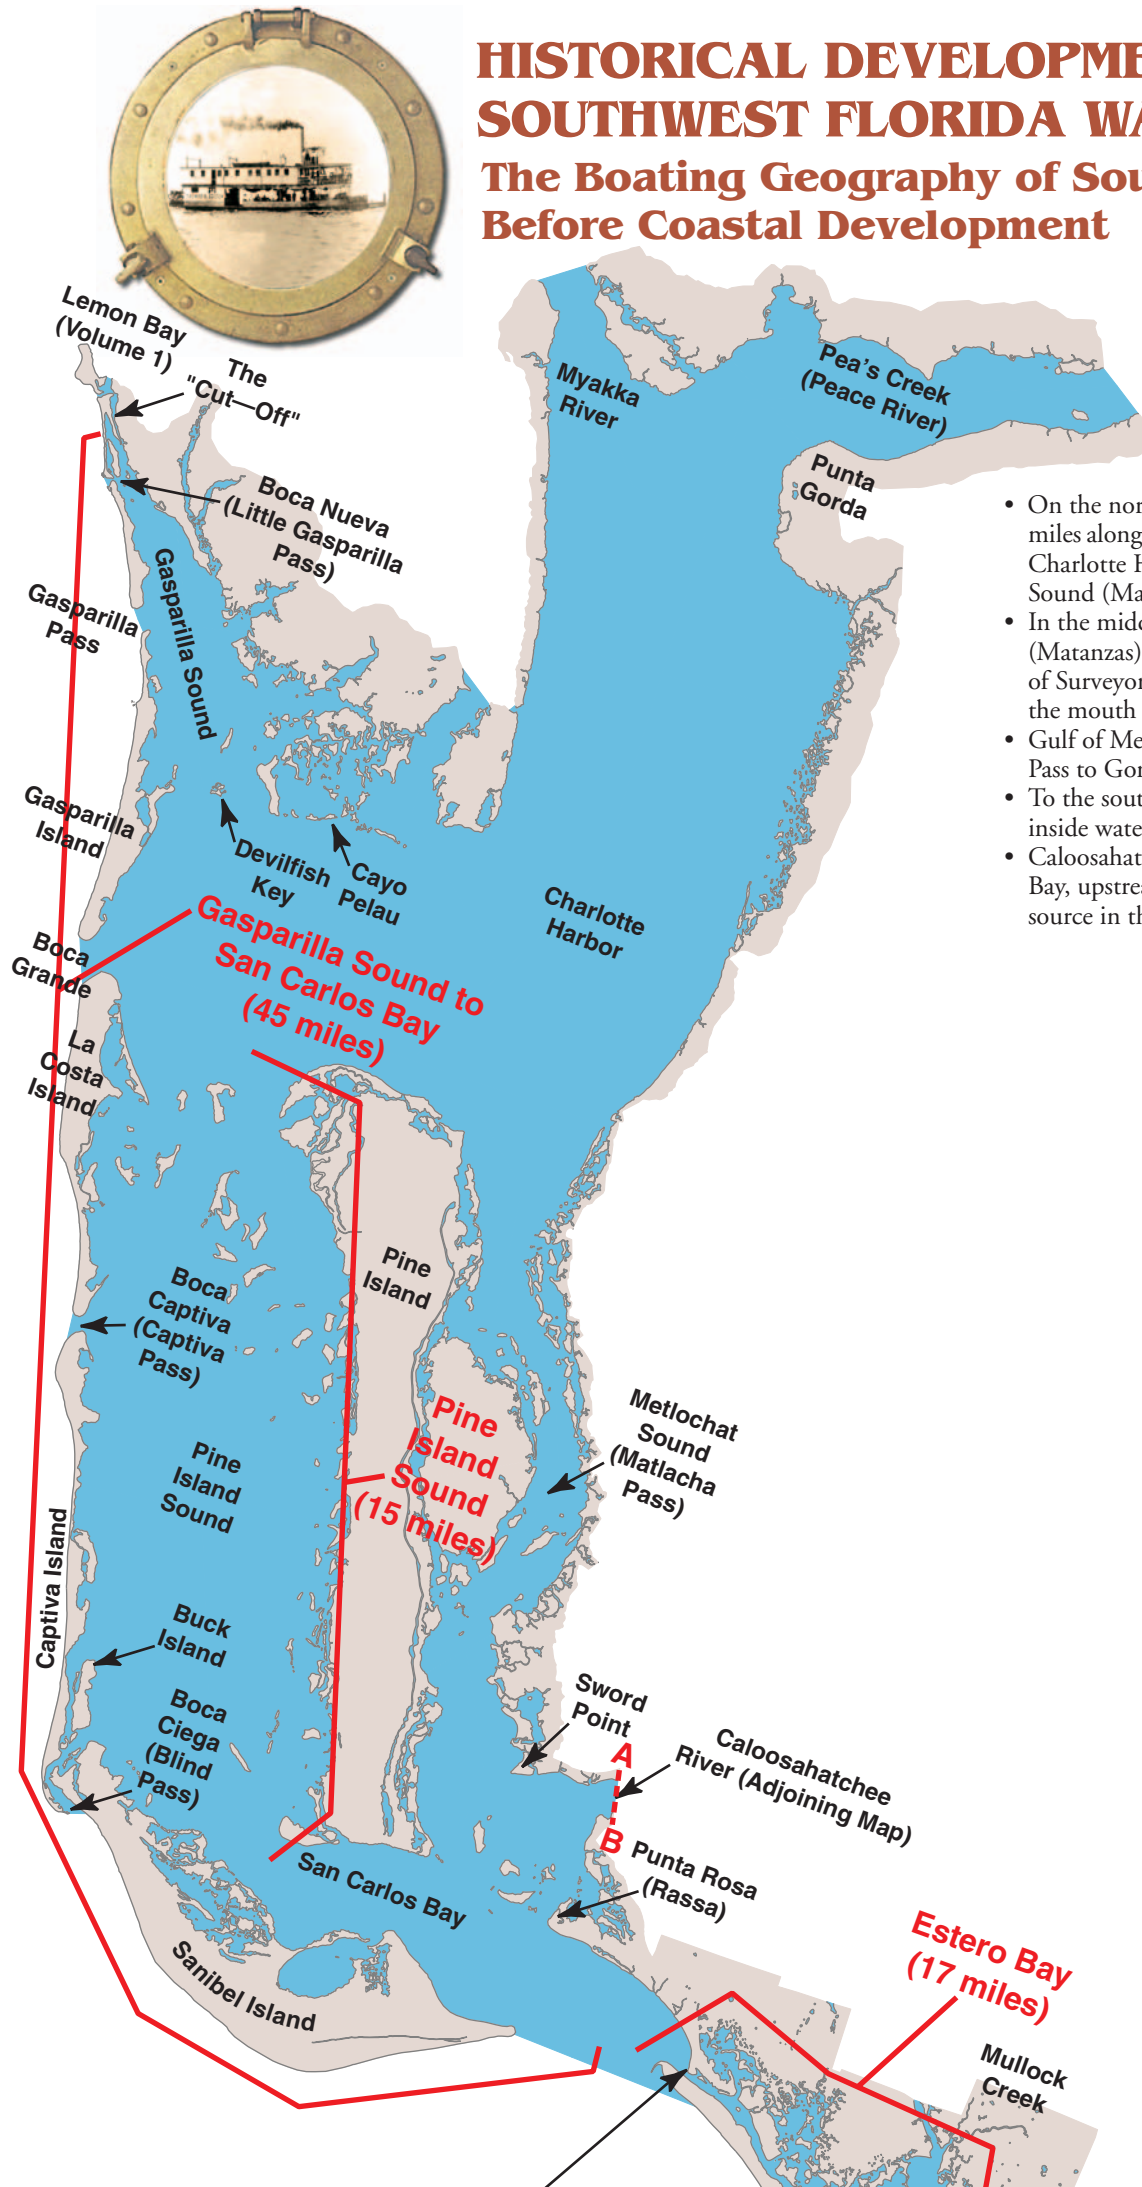 HISTORICAL DEVELOPME
SOUTHWEST FLORIDA WA
The Boating Geography of Sou
Before Coastal Development
Lemon Bay
(Volume 1)
The
"Cut—Off"
Myakka
River
Pea's Creek
(Peace River)
Punta
Gorda
Boca Nueva
(Little Gasparilla
Pass)
• On the nor
miles along
Charlotte H
Sound (Ma
• In the midd
(Matanzas)
of Surveyor
the mouth
• Gulf of Me
Pass to Gor
• To the sout
inside wate
• Caloosahat
Bay, upstrea
source in th
Gasparilla
Pass
Gasparilla Sound
Gasparilla
Island
Devilfish
Key
Cayo
Pelau
Charlotte
Harbor
Boca
Grande
Gasparilla Sound to
San Carlos Bay
(45 miles)
La
Costa
Island
Pine
Island
Boca
Captiva
(Captiva
Pass)
Pine
Island
Sound
(15 miles)
Metlochat
Sound
(Matlacha
Pass)
Pine
Island
Sound
Captiva Island
Buck
Island
Boca
Ciega
(Blind
Pass)
Sword
Point
A
Caloosahatchee
River (Adjoining Map)
B
Punta Rosa
(Rassa)
San Carlos Bay
Sanibel Island
Estero Bay
(17 miles)
Mullock
Creek